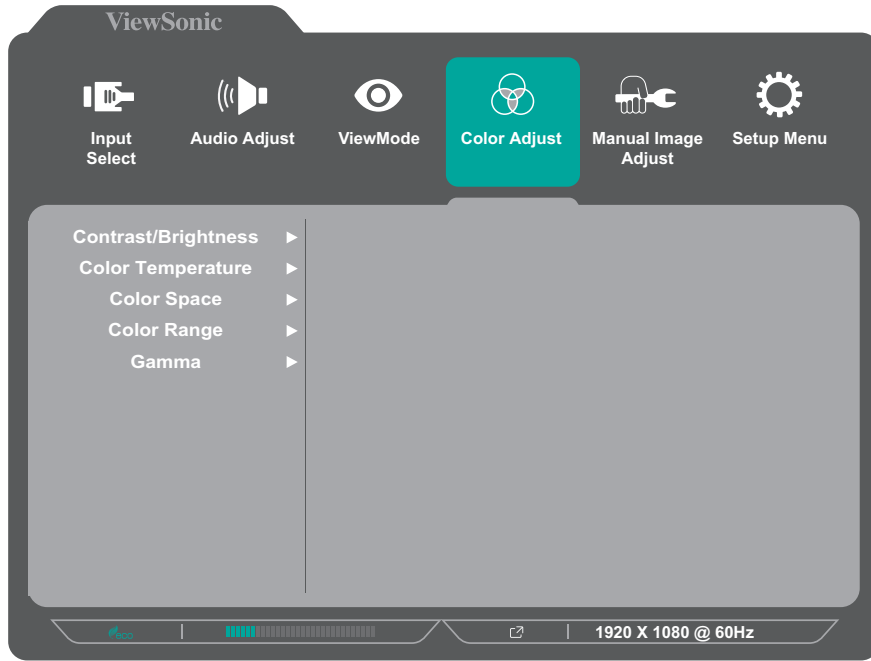 ViewSonic
Input Select
Audio Adjust
ViewMode
Color Adjust
Manual Image Adjust
Setup Menu
Contrast/Brightness
Color Temperature
Color Space
Color Range
Gamma
eco
1920 X 1080 @ 60Hz